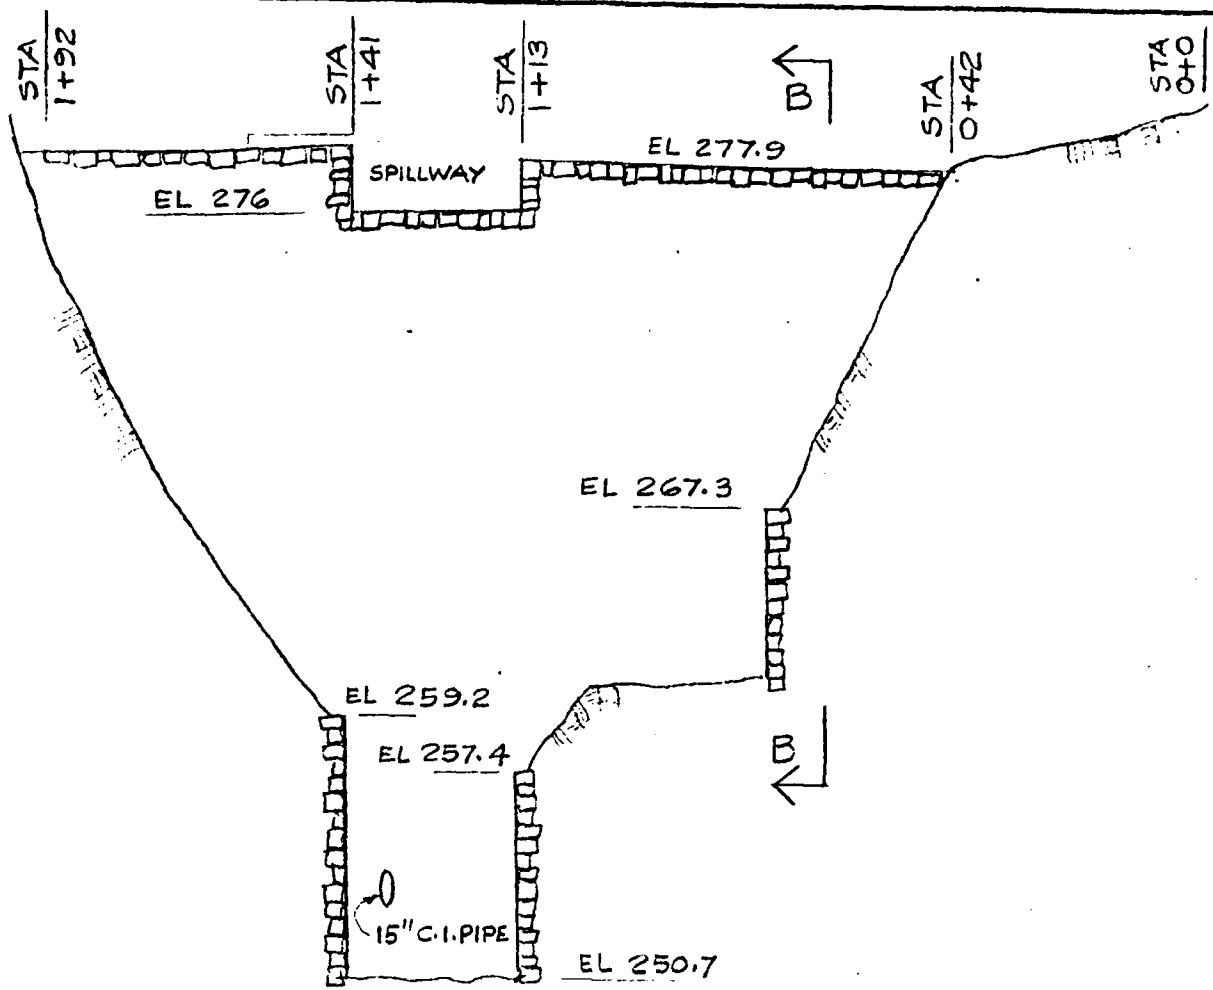 STA
1+92
STA
1+41
STA
1+13
B
STA
0+42
STA
0+0
EL 277.9
SPILLWAY
EL 276
EL 267.3
EL 259.2
EL 257.4
B
15" C.I. PIPE
EL 250.7